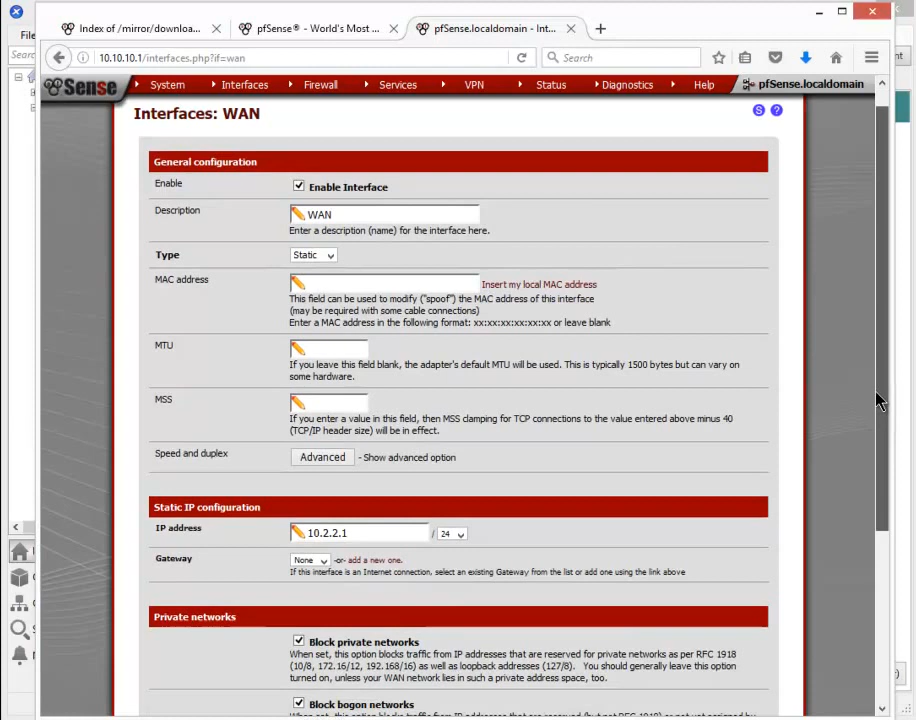 Index of /mirror/downloa...
pfSense® - World's Most ...
pfSense.localdomain - Int...
File
Sear
10.10.10.1/interfaces.php?if=wan
Search
nt
Sense
System
Interfaces
Firewall
Services
VPN
Status
Diagnostics
Help
pfSense.localdomain
Interfaces: WAN
S ?
General configuration
Enable
Enable Interface
Description
WAN
Enter a description (name) for the interface here.
Type
Static
MAC address
Insert my local MAC address
This field can be used to modify ("spoof") the MAC address of this interface
(may be required with some cable connections)
Enter a MAC address in the following format: xx:xx:xx:xx:xx:xx or leave blank
MTU
If you leave this field blank, the adapter's default MTU will be used. This is typically 1500 bytes but can vary on
some hardware.
MSS
If you enter a value in this field, then MSS clamping for TCP connections to the value entered above minus 40
(TCP/IP header size) will be in effect.
Speed and duplex
Advanced - Show advanced option
Static IP configuration
IP address
10.2.2.1 / 24
Gateway
None -or- add a new one.
If this interface is an Internet connection, select an existing Gateway from the list or add one using the link above
Private networks
Block private networks
When set, this option blocks traffic from IP addresses that are reserved for private networks as per RFC 1918
(10/8, 172.16/12, 192.168/16) as well as loopback addresses (127/8). You should generally leave this option
turned on, unless your WAN network lies in such a private address space, too.
Block bogon networks